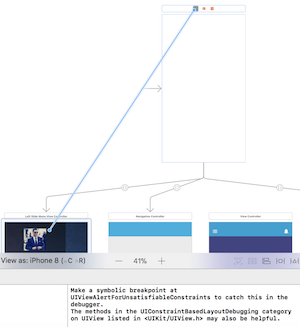 Left Slide Menu View Controller
Navigation Controller
View Controller
View as: iPhone 8 (wC hR)
— 41% +
Make a symbolic breakpoint at
UIViewAlertForUnsatisfiableConstraints to catch this in the
debugger.
The methods in the UIConstraintBasedLayoutDebugging category
on UIView listed in <UIKit/UIView.h> may also be helpful.